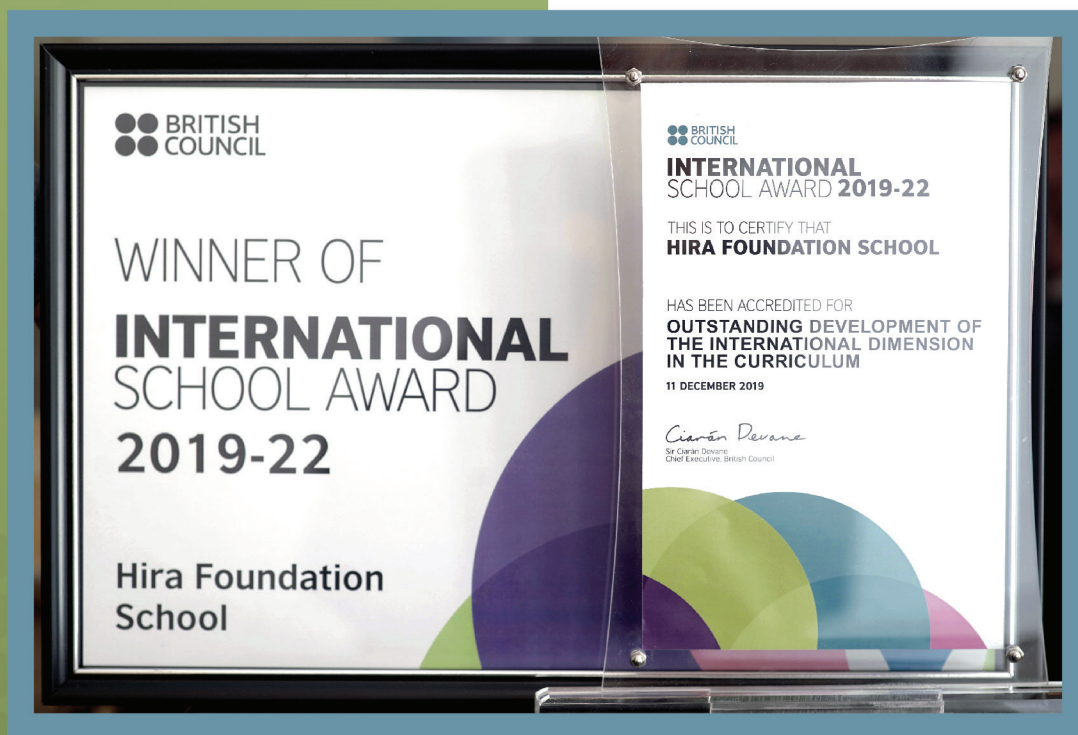 BRITISH
COUNCIL
WINNER OF
INTERNATIONAL
SCHOOL AWARD
2019-22
Hira Foundation
School
BRITISH
COUNCIL
INTERNATIONAL
SCHOOL AWARD 2019-22
THIS IS TO CERTIFY THAT
HIRA FOUNDATION SCHOOL
HAS BEEN ACCREDITED FOR
OUTSTANDING DEVELOPMENT OF
THE INTERNATIONAL DIMENSION
IN THE CURRICULUM
11 DECEMBER 2019
Ciarán Devane
Sir Ciarán Devane
Chief Executive, British Council